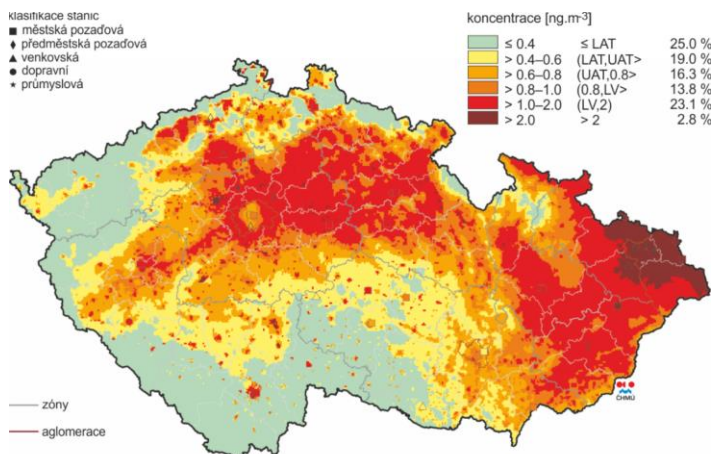 klasifikace stanic
■ městská pozaďová
♦ předměstská pozaďová
▲ venkovská
● dopravní
★ průmyslová
koncentrace [ng.m⁻³]
≤ 0.4 ≤ LAT 25.0 %
> 0.4–0.6 (LAT,UAT> 19.0 %
> 0.6–0.8 (UAT,0.8> 16.3 %
> 0.8–1.0 (0.8,LV> 13.8 %
> 1.0–2.0 (LV,2) 23.1 %
> 2.0 > 2 2.8 %
ČHMÚ
zóny
aglomerace